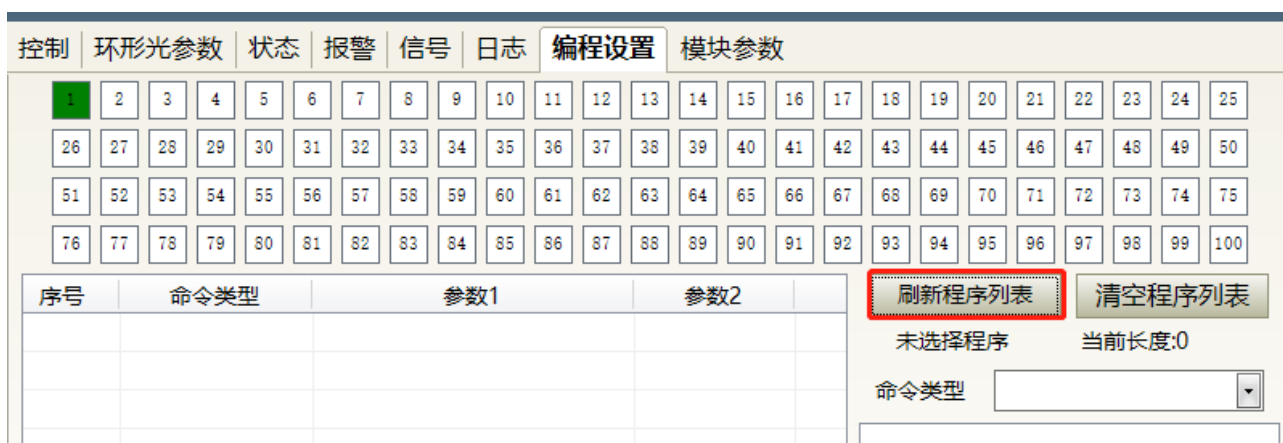 控制 环形光参数 状态 报警 信号 日志 编程设置 模块参数
1 2 3 4 5 6 7 8 9 10 11 12 13 14 15 16 17 18 19 20 21 22 23 24 25
26 27 28 29 30 31 32 33 34 35 36 37 38 39 40 41 42 43 44 45 46 47 48 49 50
51 52 53 54 55 56 57 58 59 60 61 62 63 64 65 66 67 68 69 70 71 72 73 74 75
76 77 78 79 80 81 82 83 84 85 86 87 88 89 90 91 92 93 94 95 96 97 98 99 100
序号 命令类型 参数1 参数2 刷新程序列表 清空程序列表
未选择程序 当前长度:0
命令类型